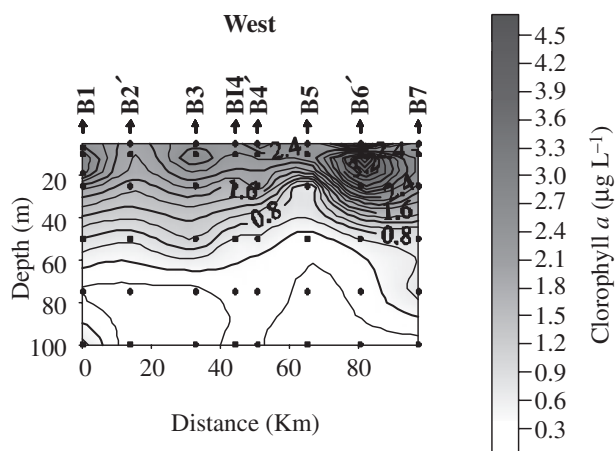 West
B1
B2´
B3
BI4
B4´
B5
B6´
B7
2.4
2.4
1.6
0.8
2.4
1.6
0.8
20
40
60
80
100
Depth (m)
0
20
40
60
80
Distance (Km)
4.5
3.9
3.6
3.3
3.0
2.7
2.4
2.1
1.8
1.5
1.2
0.9
0.6
0.3
Clorophyll a (µg L–1)